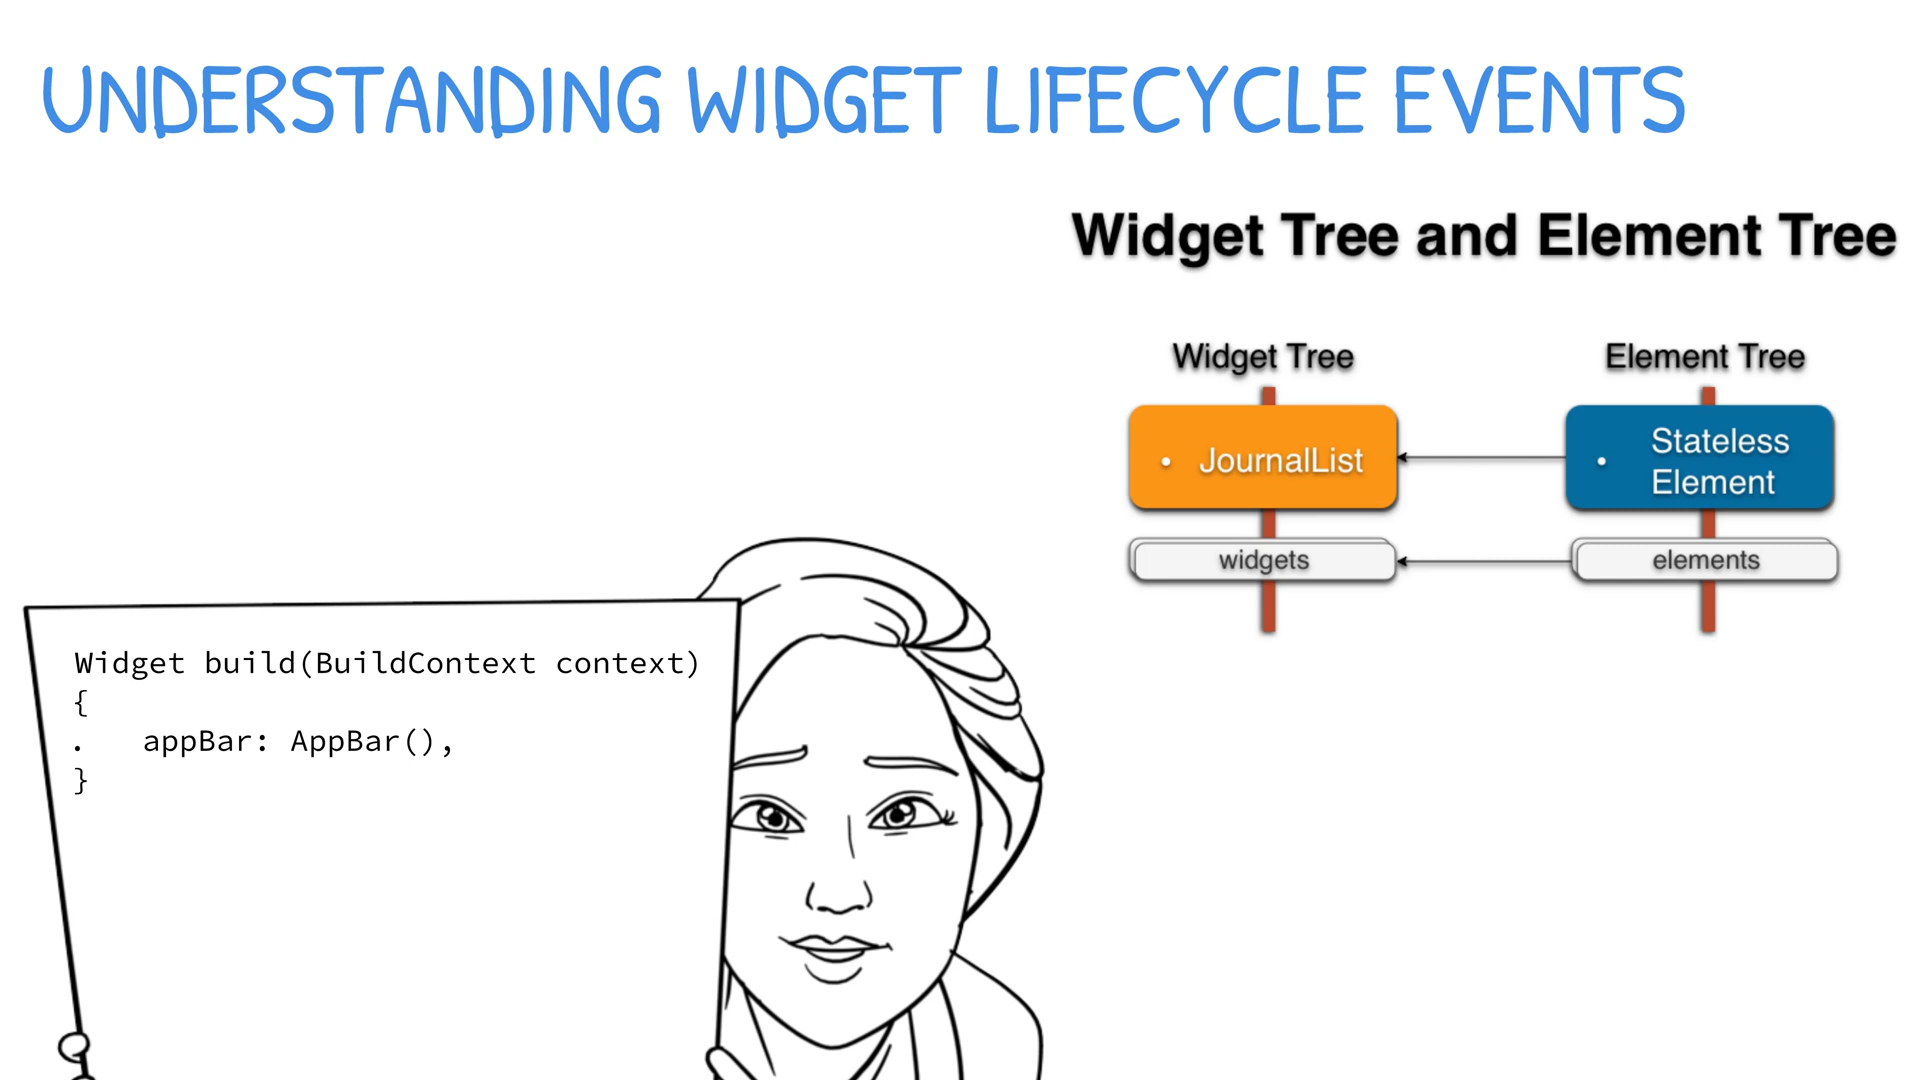 UNDERSTANDING WIDGET LIFECYCLE EVENTS
Widget Tree and Element Tree
Widget Tree
Element Tree
• JournalList
• Stateless
Element
widgets
elements
Widget build(BuildContext context)
{
.   appBar: AppBar(),
}